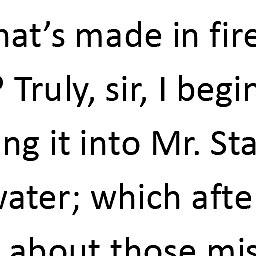 hat’s made in fire
? Truly, sir, I begin
ng it into Mr. Sta
water; which afte
about those mis